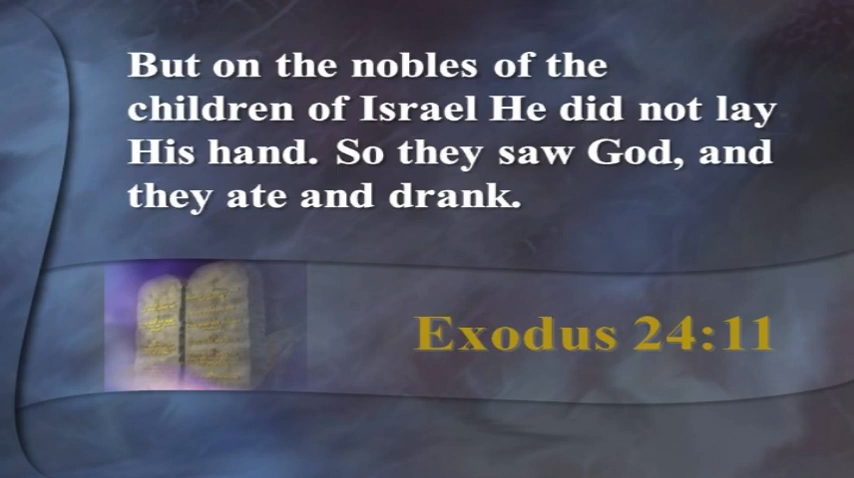 But on the nobles of the
children of Israel He did not lay
His hand. So they saw God, and
they ate and drank.
Exodus 24:11